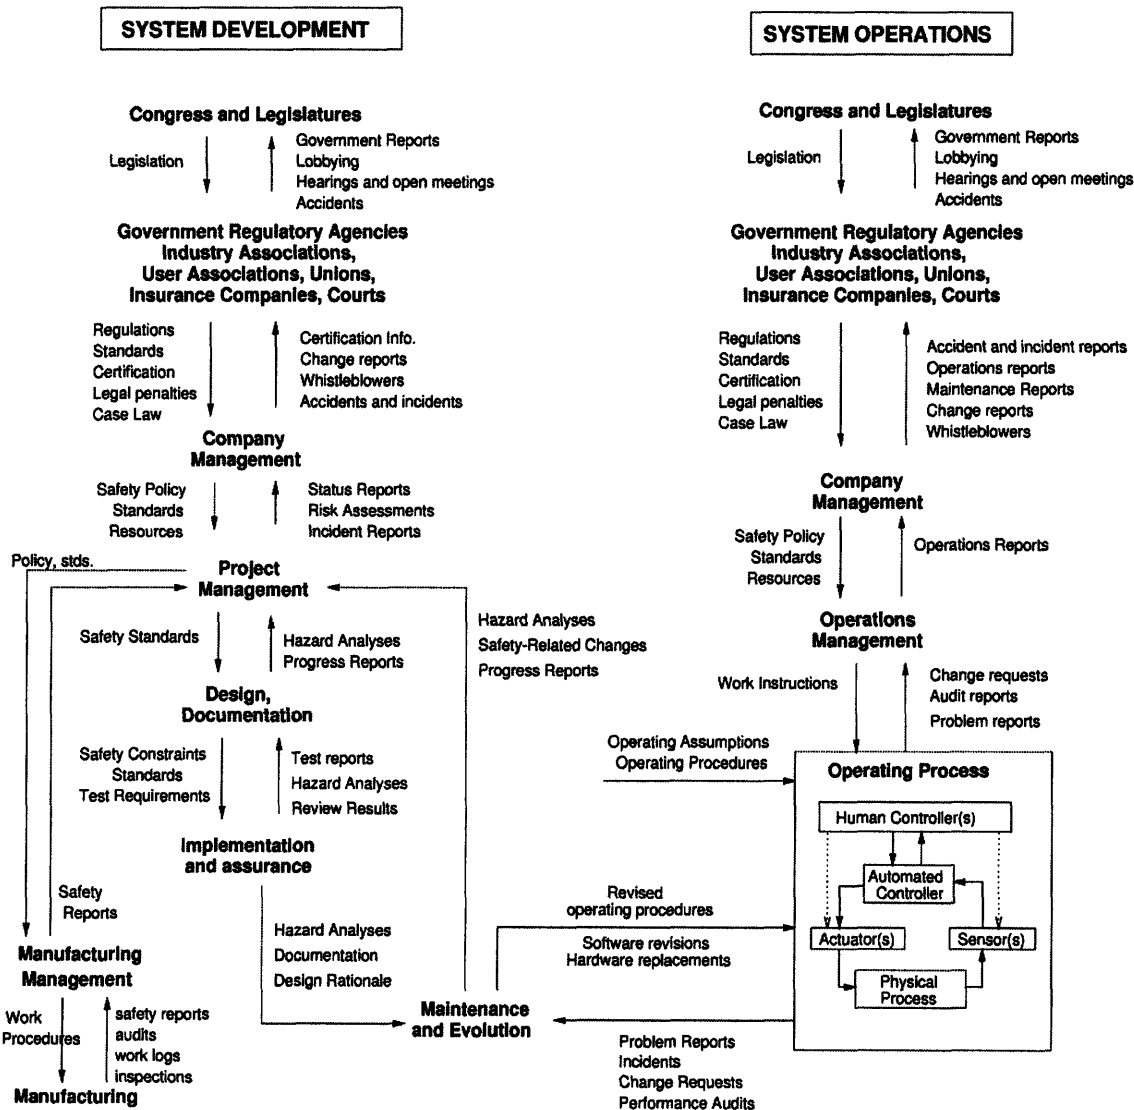 SYSTEM DEVELOPMENT
Congress and Legislatures
Legislation
Government Reports
Lobbying
Hearings and open meetings
Accidents
Government Regulatory Agencies
Industry Associations,
User Associations, Unions,
Insurance Companies, Courts
Regulations
Standards
Certification
Legal penalties
Case Law
Certification Info.
Change reports
Whistleblowers
Accidents and incidents
Company
Management
Safety Policy
Standards
Resources
Status Reports
Risk Assessments
Incident Reports
Policy, stds.
Project
Management
Safety Standards
Hazard Analyses
Progress Reports
Hazard Analyses
Safety-Related Changes
Progress Reports
Design,
Documentation
Safety Constraints
Standards
Test Requirements
Test reports
Hazard Analyses
Review Results
Implementation
and assurance
Safety
Reports
Hazard Analyses
Documentation
Design Rationale
Manufacturing
Management
Work
Procedures
safety reports
audits
work logs
inspections
Manufacturing
Maintenance
and Evolution
SYSTEM OPERATIONS
Congress and Legislatures
Legislation
Government Reports
Lobbying
Hearings and open meetings
Accidents
Government Regulatory Agencies
Industry Associations,
User Associations, Unions,
Insurance Companies, Courts
Regulations
Standards
Certification
Legal penalties
Case Law
Accident and incident reports
Operations reports
Maintenance Reports
Change reports
Whistleblowers
Company
Management
Safety Policy
Standards
Resources
Operations Reports
Operations
Management
Work Instructions
Change requests
Audit reports
Problem reports
Operating Assumptions
Operating Procedures
Operating Process
Human Controller(s)
Automated
Controller
Actuator(s)
Sensor(s)
Physical
Process
Revised
operating procedures
Software revisions
Hardware replacements
Problem Reports
Incidents
Change Requests
Performance Audits